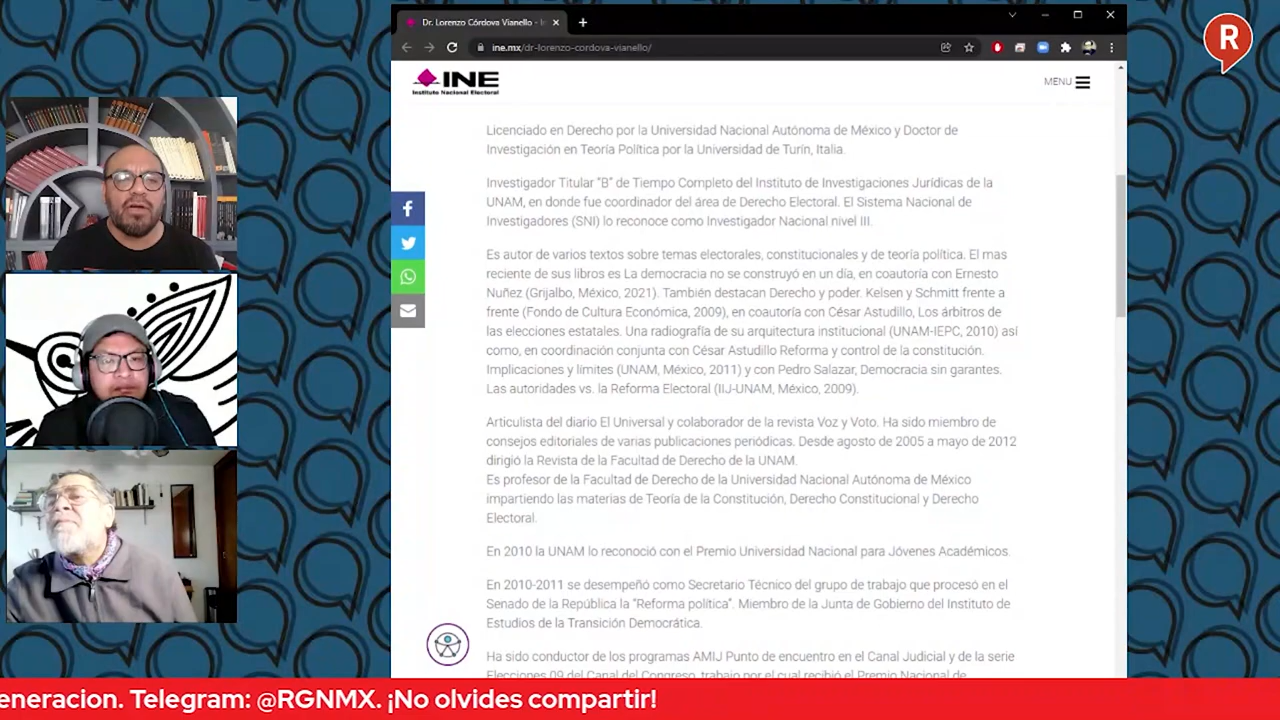 Dr. Lorenzo Córdova Vianello - I
ine.mx/dr-lorenzo-cordova-vianello/
R
INE
Instituto Nacional Electoral
MENU
Licenciado en Derecho por la Universidad Nacional Autónoma de México y Doctor de
Investigación en Teoría Política por la Universidad de Turín, Italia.
Investigador Titular "B" de Tiempo Completo del Instituto de Investigaciones Jurídicas de la
UNAM, en donde fue coordinador del área de Derecho Electoral. El Sistema Nacional de
Investigadores (SNI) lo reconoce como Investigador Nacional nivel III.
Es autor de varios textos sobre temas electorales, constitucionales y de teoría política. El mas
reciente de sus libros es La democracia no se construyó en un día, en coautoría con Ernesto
Nuñez (Grijalbo, México, 2021). También destacan Derecho y poder. Kelsen y Schmitt frente a
frente (Fondo de Cultura Económica, 2009), en coautoría con César Astudillo, Los árbitros de
las elecciones estatales. Una radiografía de su arquitectura institucional (UNAM-IEPC, 2010) así
como, en coordinación conjunta con César Astudillo Reforma y control de la constitución.
Implicaciones y límites (UNAM, México, 2011) y con Pedro Salazar, Democracia sin garantes.
Las autoridades vs. la Reforma Electoral (IIJ-UNAM, México, 2009).
Articulista del diario El Universal y colaborador de la revista Voz y Voto. Ha sido miembro de
consejos editoriales de varias publicaciones periódicas. Desde agosto de 2005 a mayo de 2012
dirigió la Revista de la Facultad de Derecho de la UNAM.
Es profesor de la Facultad de Derecho de la Universidad Nacional Autónoma de México
impartiendo las materias de Teoría de la Constitución, Derecho Constitucional y Derecho
Electoral.
En 2010 la UNAM lo reconoció con el Premio Universidad Nacional para Jóvenes Académicos.
En 2010-2011 se desempeñó como Secretario Técnico del grupo de trabajo que procesó en el
Senado de la República la "Reforma política". Miembro de la Junta de Gobierno del Instituto de
Estudios de la Transición Democrática.
Ha sido conductor de los programas AMIJ Punto de encuentro en el Canal Judicial y de la serie
Elecciones 09 del Canal del Congreso, trabajo por el cual recibió el Premio Nacional de
eneracion. Telegram: @RGNMX. ¡No olvides compartir!